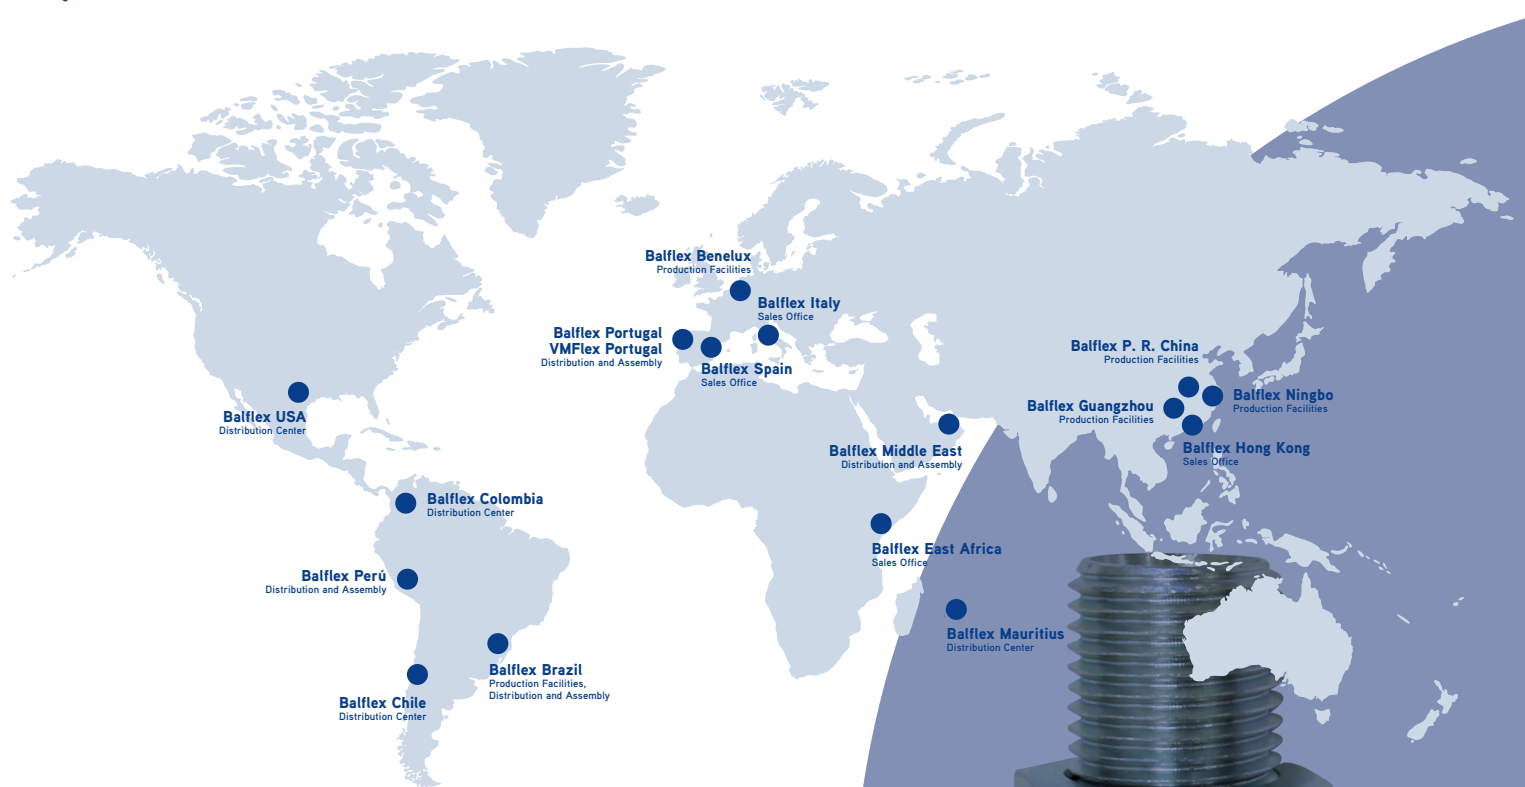 Balflex Benelux
Production Facilities
Balflex Italy
Sales Office
Balflex Portugal
VMFlex Portugal
Distribution and Assembly
Balflex Spain
Sales Office
Balflex P. R. China
Production Facilities
Balflex USA
Distribution Center
Balflex Guangzhou
Production Facilities
Balflex Ningbo
Production Facilities
Balflex Middle East
Distribution and Assembly
Balflex Hong Kong
Sales Office
Balflex Colombia
Distribution Center
Balflex East Africa
Sales Office
Balflex Perú
Distribution and Assembly
Balflex Mauritius
Distribution Center
Balflex Brazil
Production Facilities,
Distribution and Assembly
Balflex Chile
Distribution Center